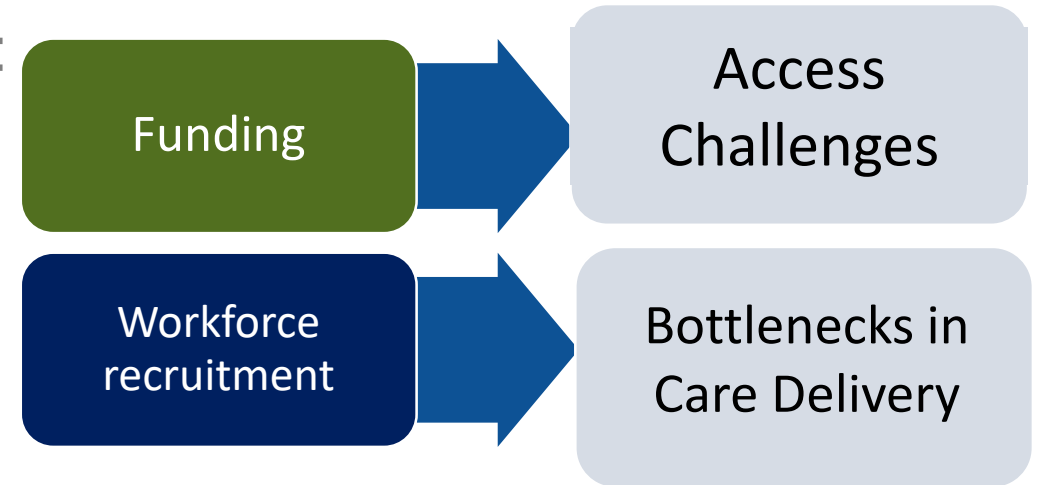 Funding
Access
Challenges
Workforce
recruitment
Bottlenecks in
Care Delivery